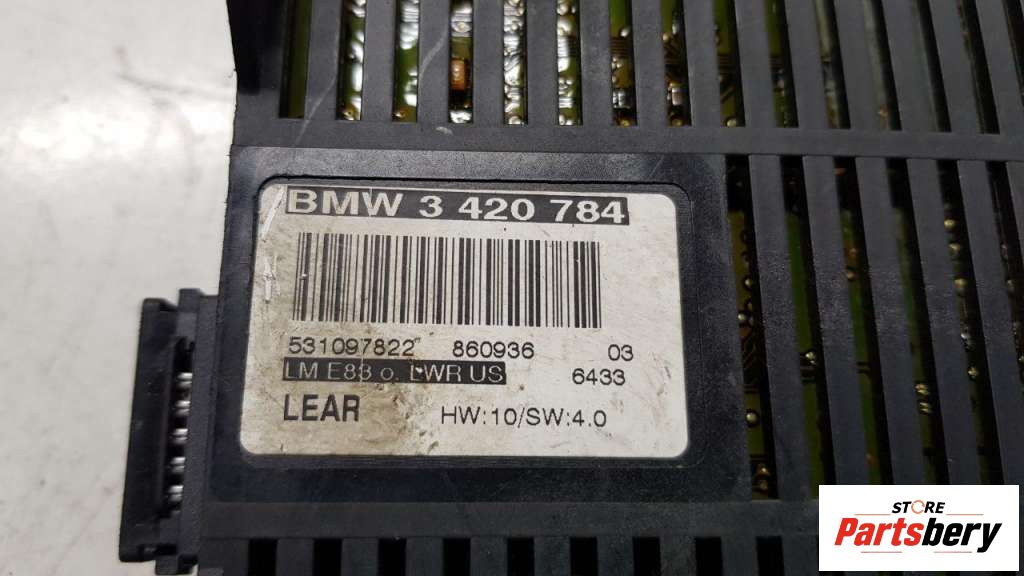 BMW 3 420 784
531097822 860936 03
LM E83 o. LWR US 6433
LEAR HW:10/SW:4.0
STORE
Partsbery